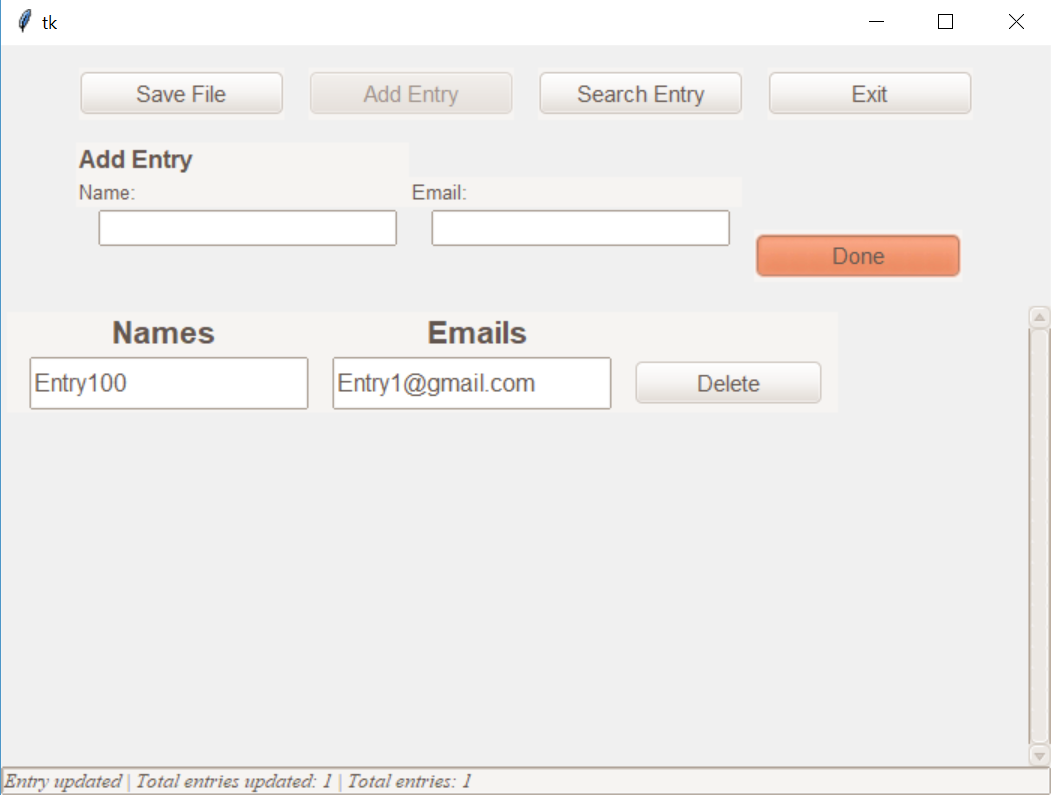 tk
Save File Add Entry Search Entry Exit
Add Entry
Name: Email:
Done
Names Emails
Entry100 Entry1@gmail.com Delete
Entry updated | Total entries updated: 1 | Total entries: 1